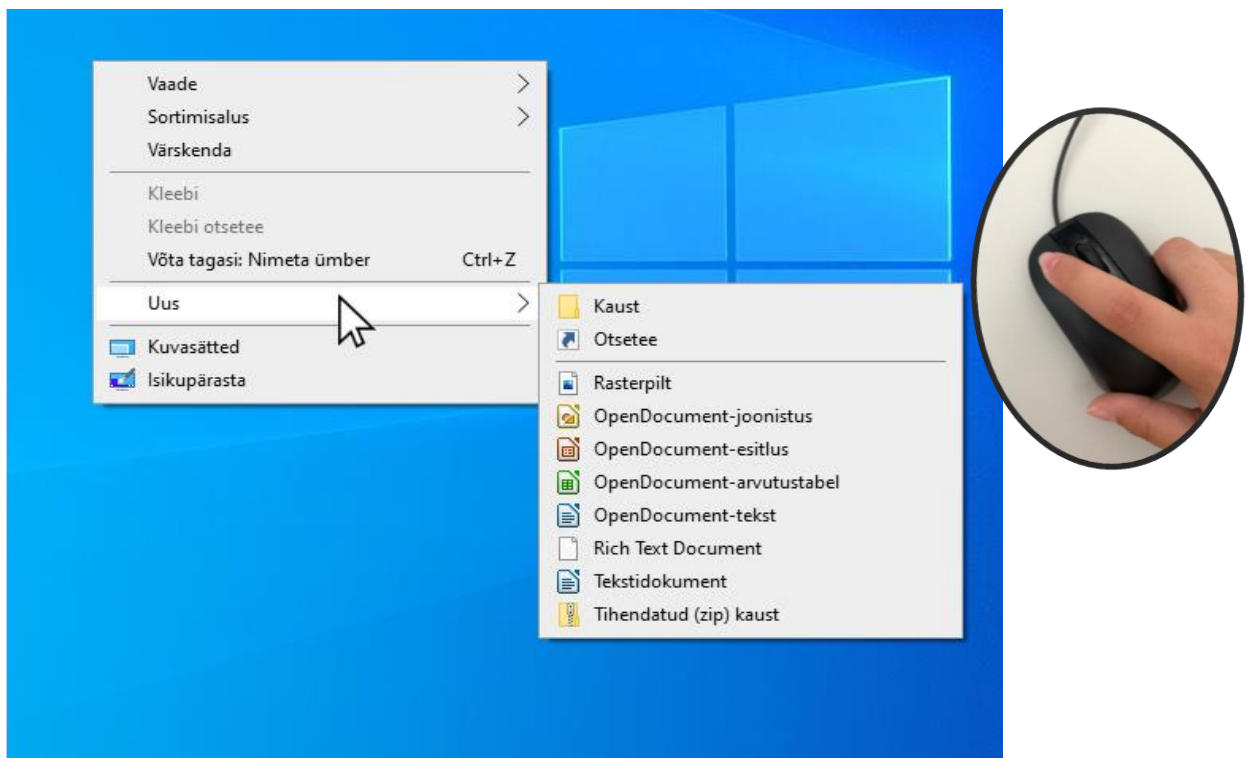 Vaade
Sortimisalus
Värskenda
Kleebi
Kleebi otsetee
Võta tagasi: Nimeta ümber Ctrl+Z
Uus
Kuvasätted
Isikupärasta
Kaust
Otsetee
Rasterpilt
OpenDocument-joonistus
OpenDocument-esitlus
OpenDocument-arvutustabel
OpenDocument-tekst
Rich Text Document
Tekstidokument
Tihendatud (zip) kaust